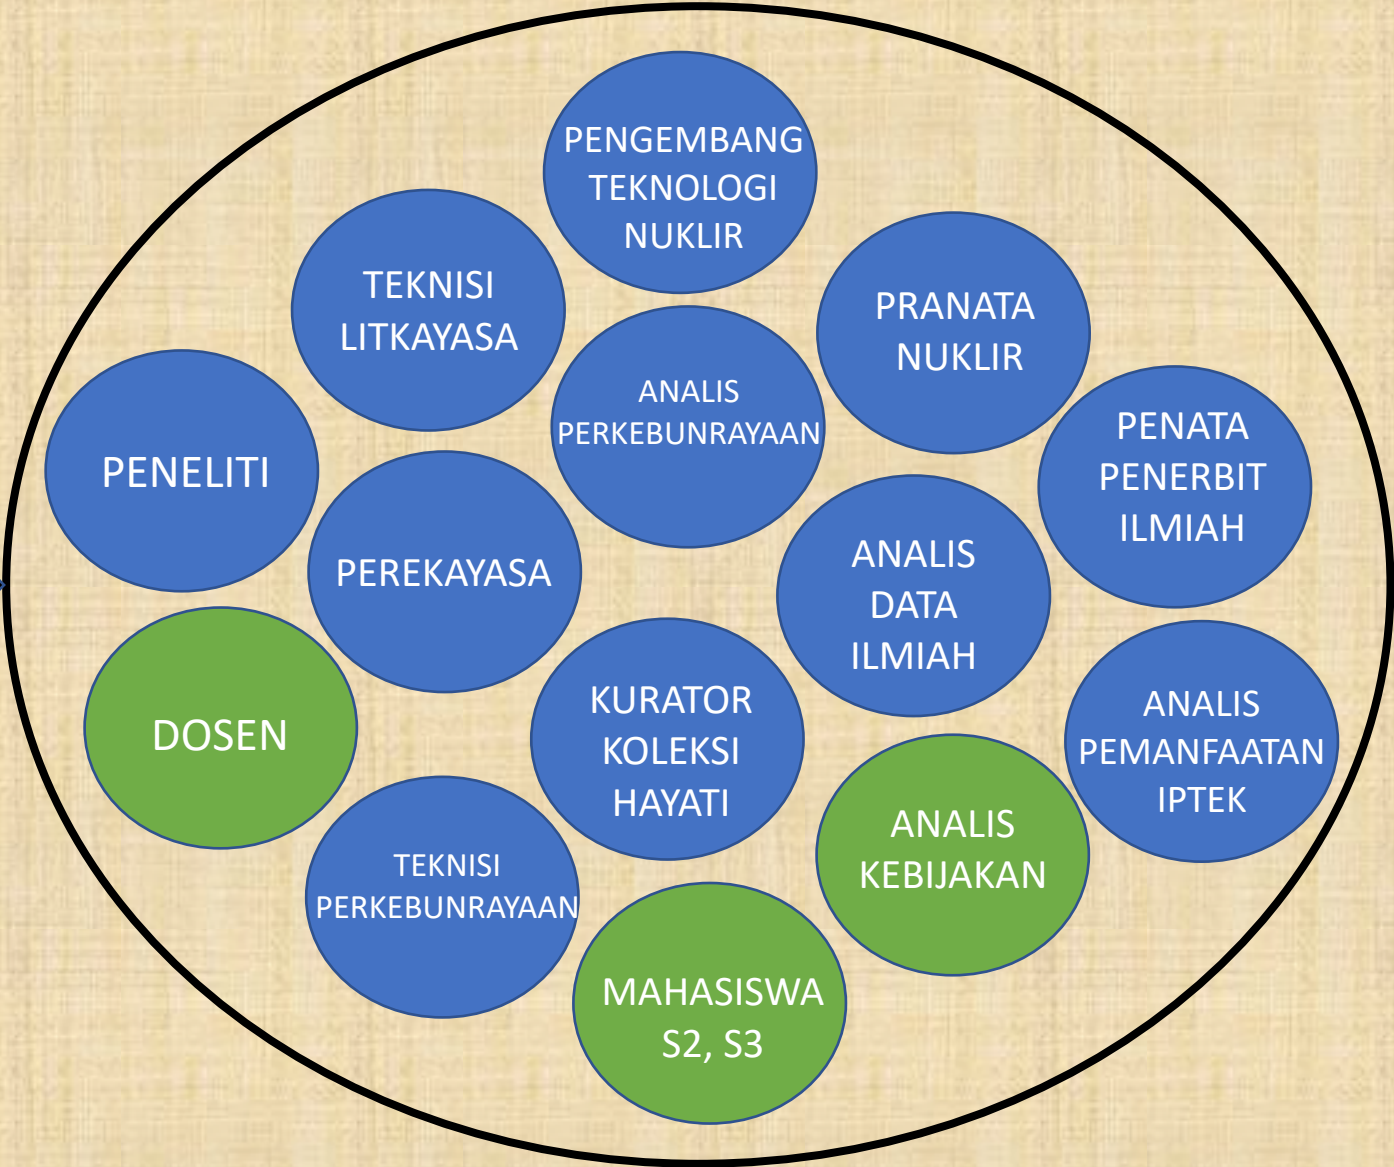 PENGEMBANG
TEKNOLOGI
NUKLIR
TEKNISI
LITKAYASA
PRANATA
NUKLIR
ANALIS
PERKEBUNRAYAAN
PENATA
PENERBIT
ILMIAH
PENELITI
PEREKAYASA
ANALIS
DATA
ILMIAH
DOSEN
KURATOR
KOLEKSI
HAYATI
ANALIS
PEMANFAATAN
IPTEK
ANALIS
KEBIJAKAN
TEKNISI
PERKEBUNRAYAAN
MAHASISWA
S2, S3